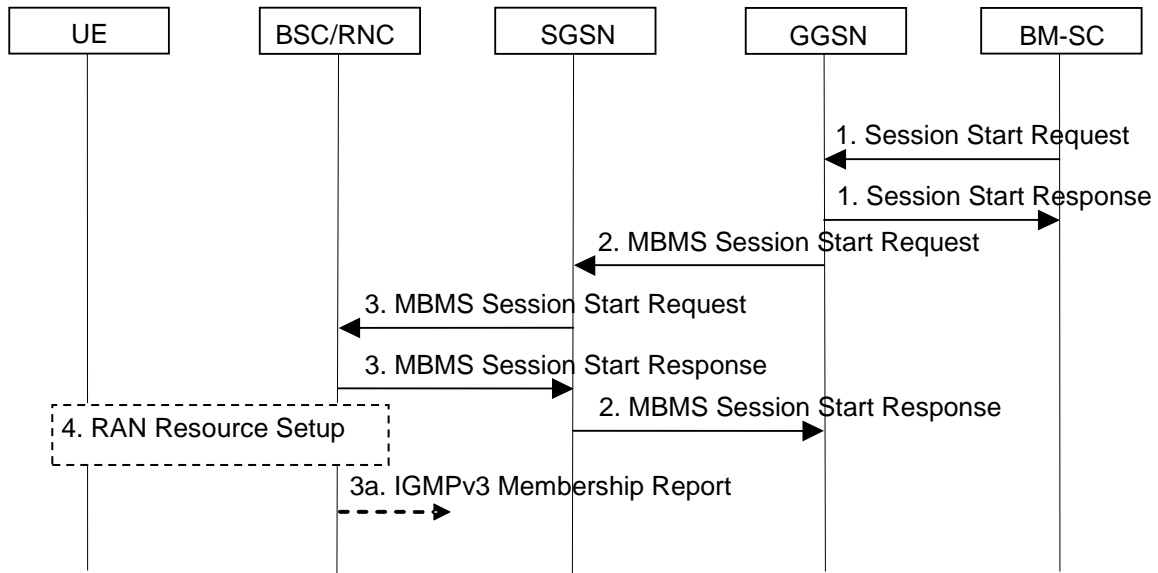 UE
BSC/RNC
SGSN
GGSN
BM-SC
1. Session Start Request
1. Session Start Response
2. MBMS Session Start Request
3. MBMS Session Start Request
3. MBMS Session Start Response
2. MBMS Session Start Response
4. RAN Resource Setup
3a. IGMPv3 Membership Report